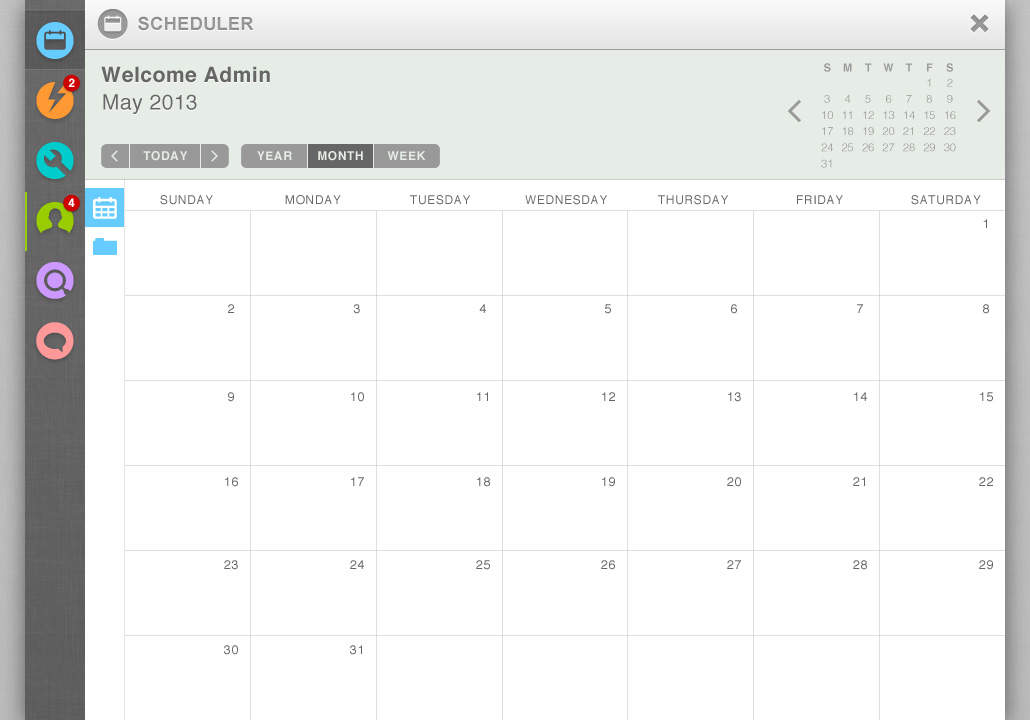 SCHEDULER
2
4
Welcome Admin
May 2013
TODAY
YEAR MONTH WEEK
S M T W T F S
1 2
3 4 5 6 7 8 9
10 11 12 13 14 15 16
17 18 19 20 21 22 23
24 25 26 27 28 29 30
31
SUNDAY MONDAY TUESDAY WEDNESDAY THURSDAY FRIDAY SATURDAY
1
2 3 4 5 6 7 8
9 10 11 12 13 14 15
16 17 18 19 20 21 22
23 24 25 26 27 28 29
30 31